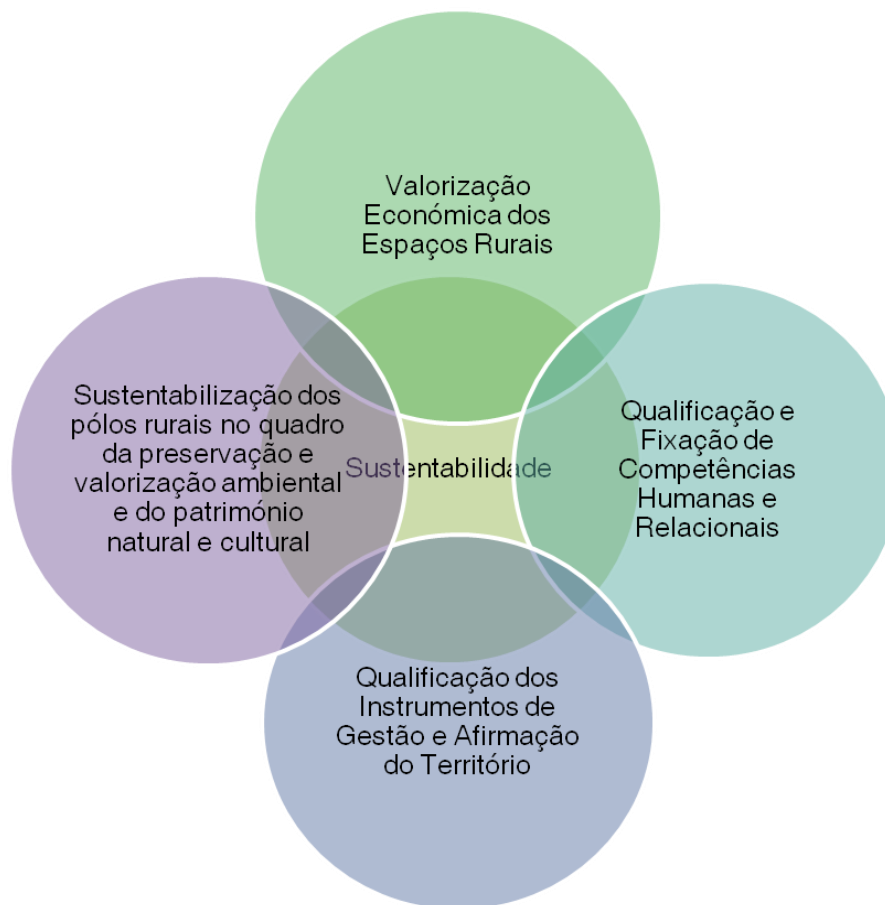 Valorização
Económica dos
Espaços Rurais
Sustentabilização dos
pólos rurais no quadro
da preservação e
valorização ambiental
e do património
natural e cultural
Sustentabilidade
Qualificação e
Fixação de
Competências
Humanas e
Relacionais
Qualificação dos
Instrumentos de
Gestão e Afirmação
do Território